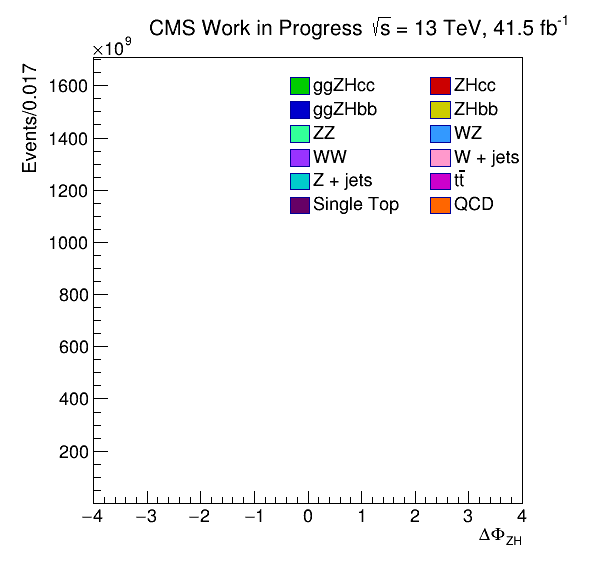 CMS Work in Progress √s = 13 TeV, 41.5 fb⁻¹
×10⁹
Events/0.017
1600
1400
1200
1000
800
600
400
200
ggZHcc ZHcc
ggZHbb ZHbb
ZZ WZ
WW W + jets
Z + jets tt̄
Single Top QCD
−4 −3 −2 −1 0 1 2 3 4
ΔΦ_ZH